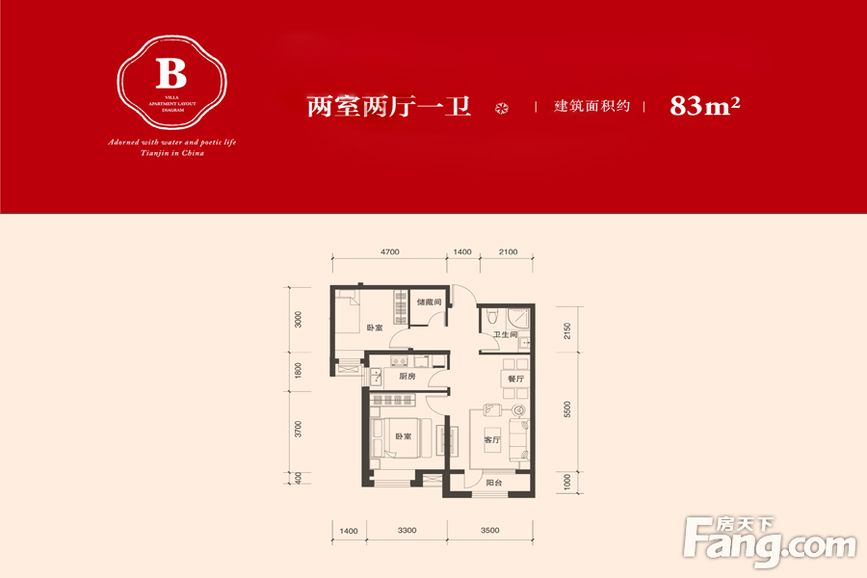 B
VILLA
APARTMENT LAYOUT
DIAGRAM
Adorned with water and poetic life
Tianjin in China
两室两厅一卫 | 建筑面积约 | 83m²
4700 1400 2100
3000
1800
3700
400
储藏间
卧室
卫生间
厨房
餐厅
卧室
客厅
阳台
2150
5500
1000
1400 3300 3500
房天下
Fang.com